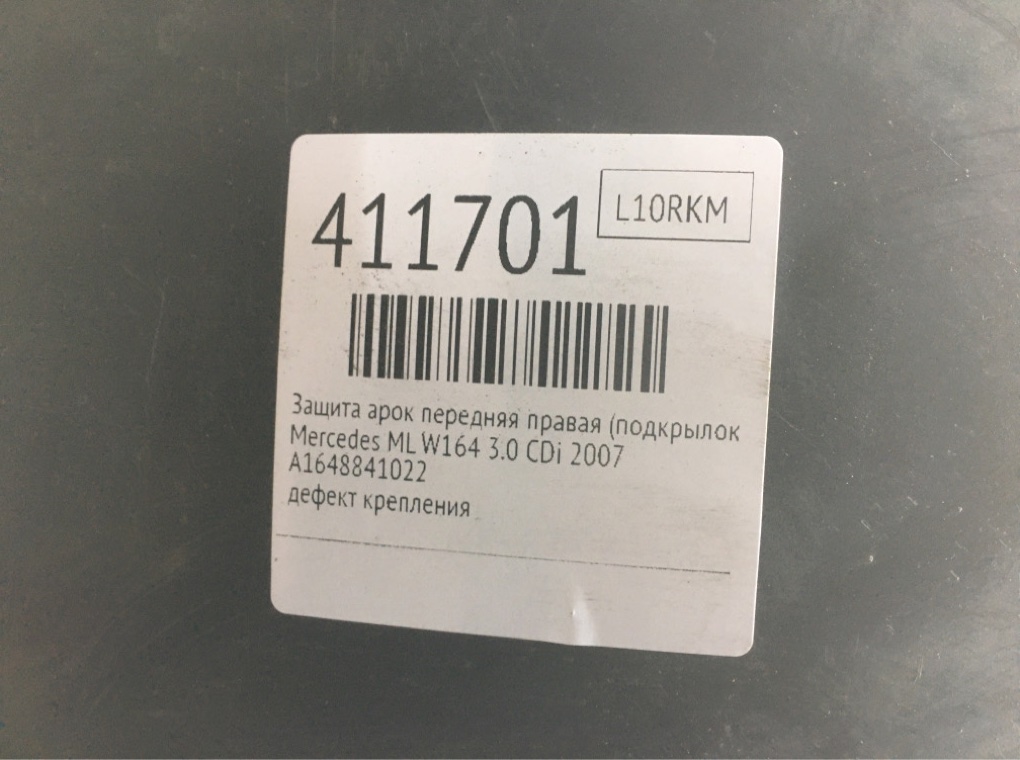 411701
L10RKM
Защита арок передняя правая (подкрылок
Mercedes ML W164 3.0 CDi 2007
A1648841022
дефект крепления